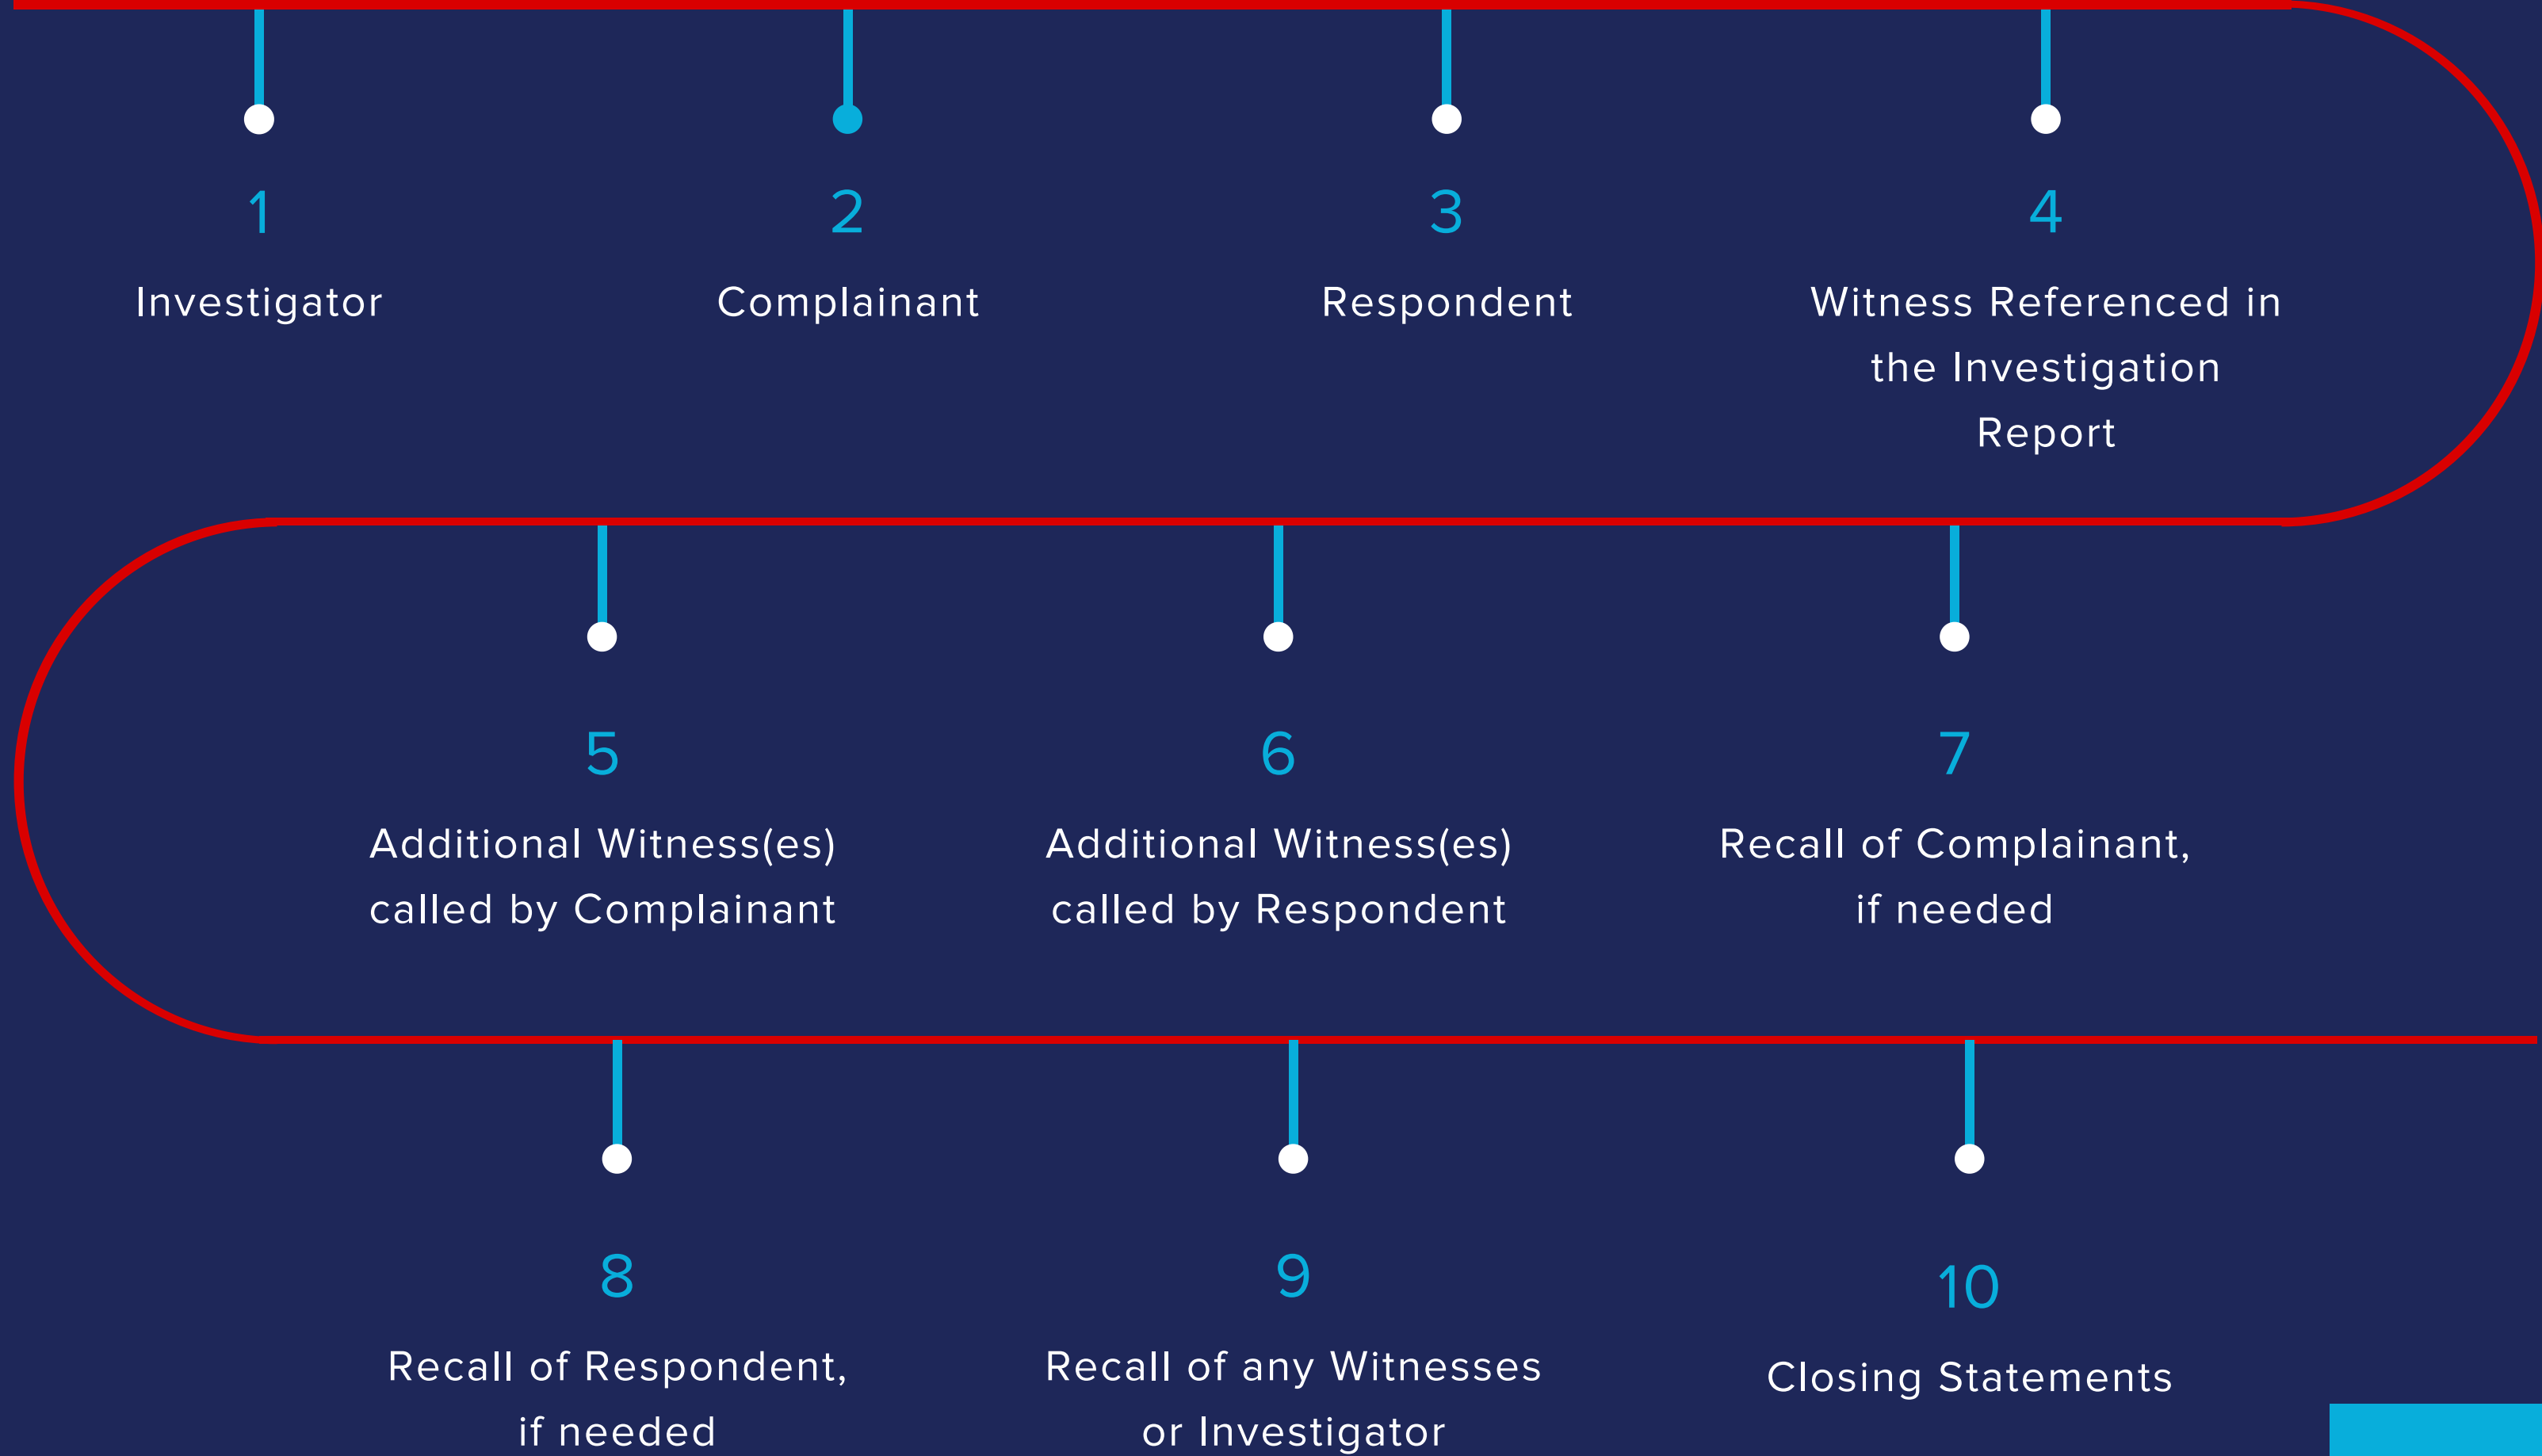 1
Investigator
2
Complainant
3
Respondent
4
Witness Referenced in
the Investigation
Report
5
Additional Witness(es)
called by Complainant
6
Additional Witness(es)
called by Respondent
7
Recall of Complainant,
if needed
8
Recall of Respondent,
if needed
9
Recall of any Witnesses
or Investigator
10
Closing Statements